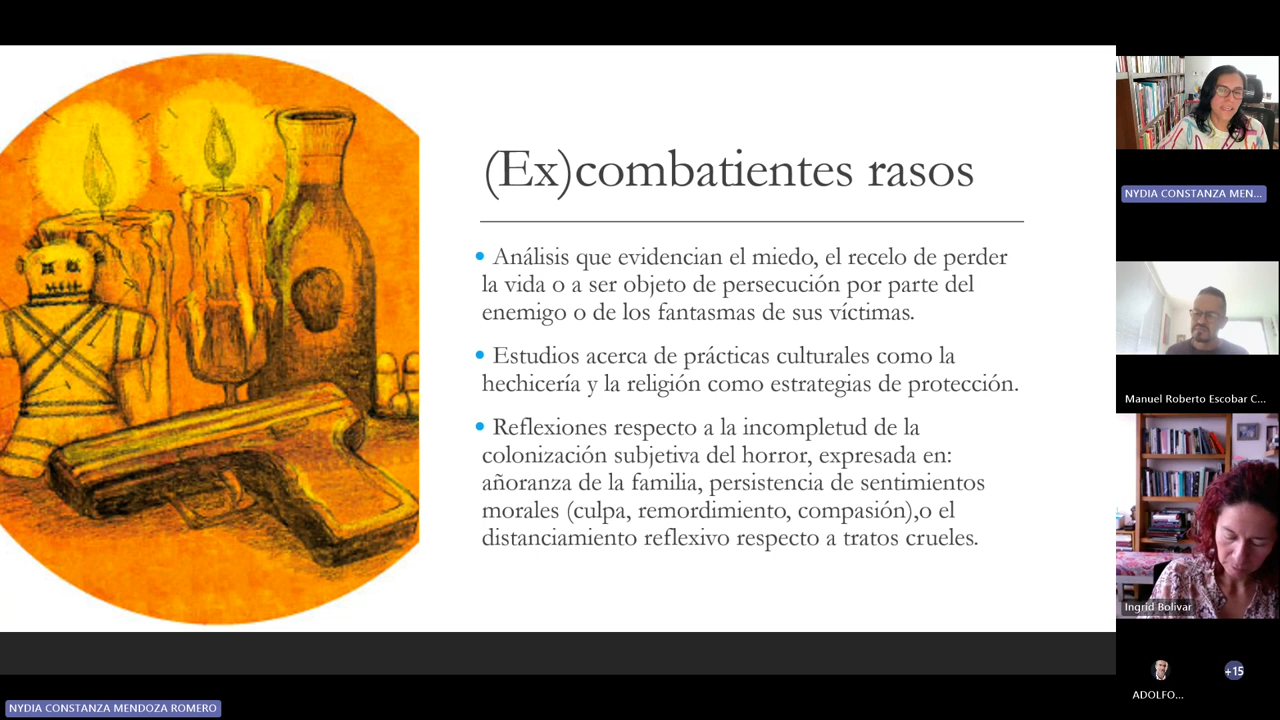 (Ex)combatientes rasos
• Análisis que evidencian el miedo, el recelo de perder
la vida o a ser objeto de persecución por parte del
enemigo o de los fantasmas de sus víctimas.
• Estudios acerca de prácticas culturales como la
hechicería y la religión como estrategias de protección.
• Reflexiones respecto a la incompletud de la
colonización subjetiva del horror, expresada en:
añoranza de la familia, persistencia de sentimientos
morales (culpa, remordimiento, compasión),o el
distanciamiento reflexivo respecto a tratos crueles.
NYDIA CONSTANZA MEN...
Manuel Roberto Escobar C...
Ingrid Bolivar
ADOLFO...
+15
NYDIA CONSTANZA MENDOZA ROMERO